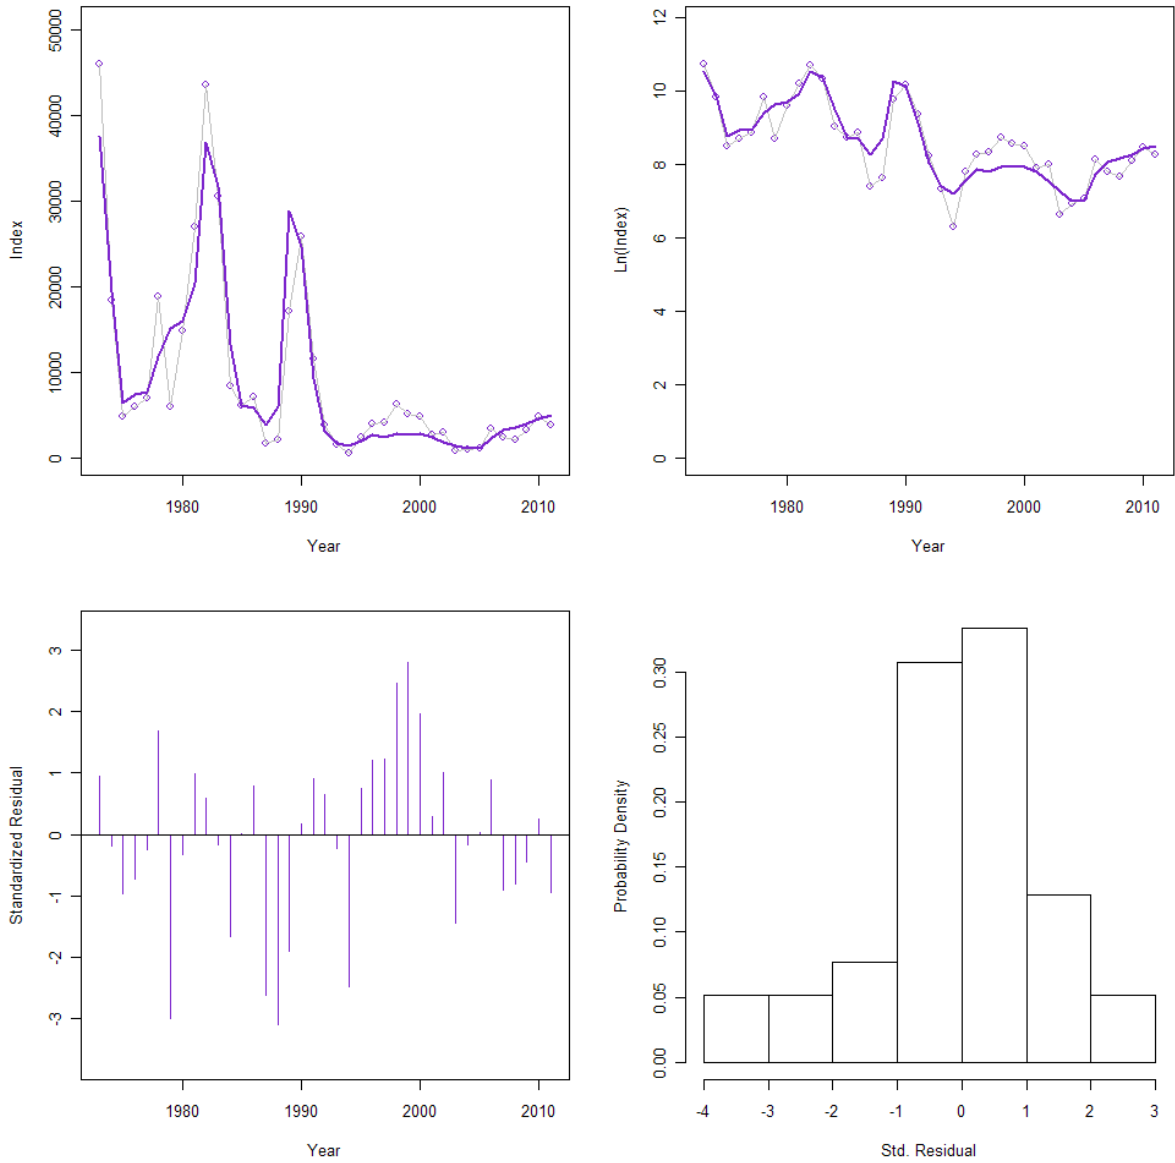 Index
50000
40000
30000
20000
10000
0
1980 1990 2000 2010
Year
Ln(Index)
12
10
8
6
4
2
0
1980 1990 2000 2010
Year
Standardized Residual
3
2
1
0
-1
-2
-3
1980 1990 2000 2010
Year
Probability Density
0.30
0.25
0.20
0.15
0.10
0.05
0.00
-4 -3 -2 -1 0 1 2 3
Std. Residual